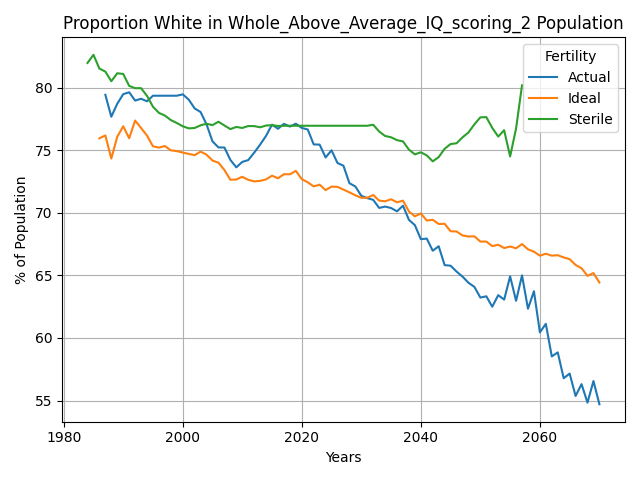 Proportion White in Whole_Above_Average_IQ_scoring_2 Population
Fertility
Actual
Ideal
Sterile
% of Population
80
75
70
65
60
55
1980
2000
2020
2040
2060
Years